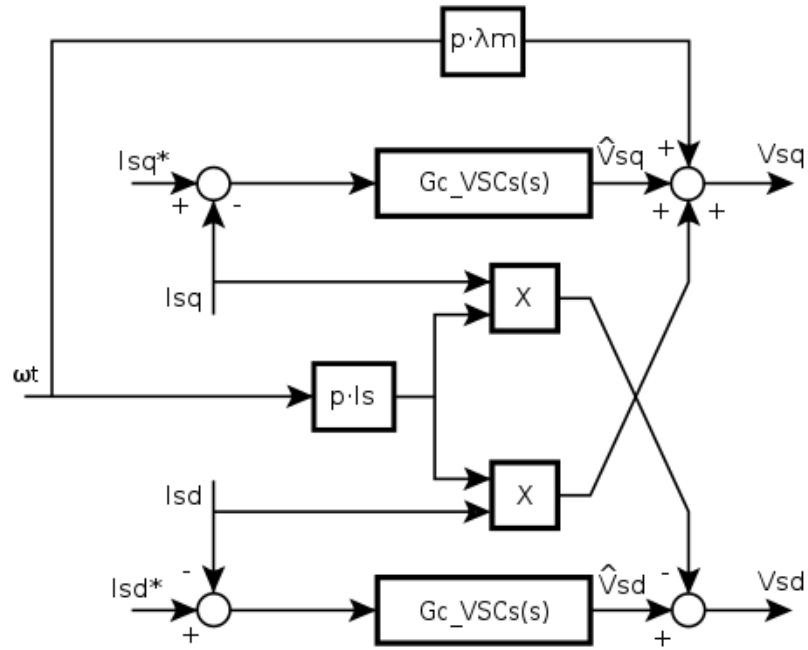 p·λm
Isq*
+
-
Gc_VSCs(s)
V̂sq
+
+
+
Vsq
Isq
X
ωt
p·ls
X
Isd
Isd*
-
+
Gc_VSCs(s)
V̂sd
-
+
Vsd